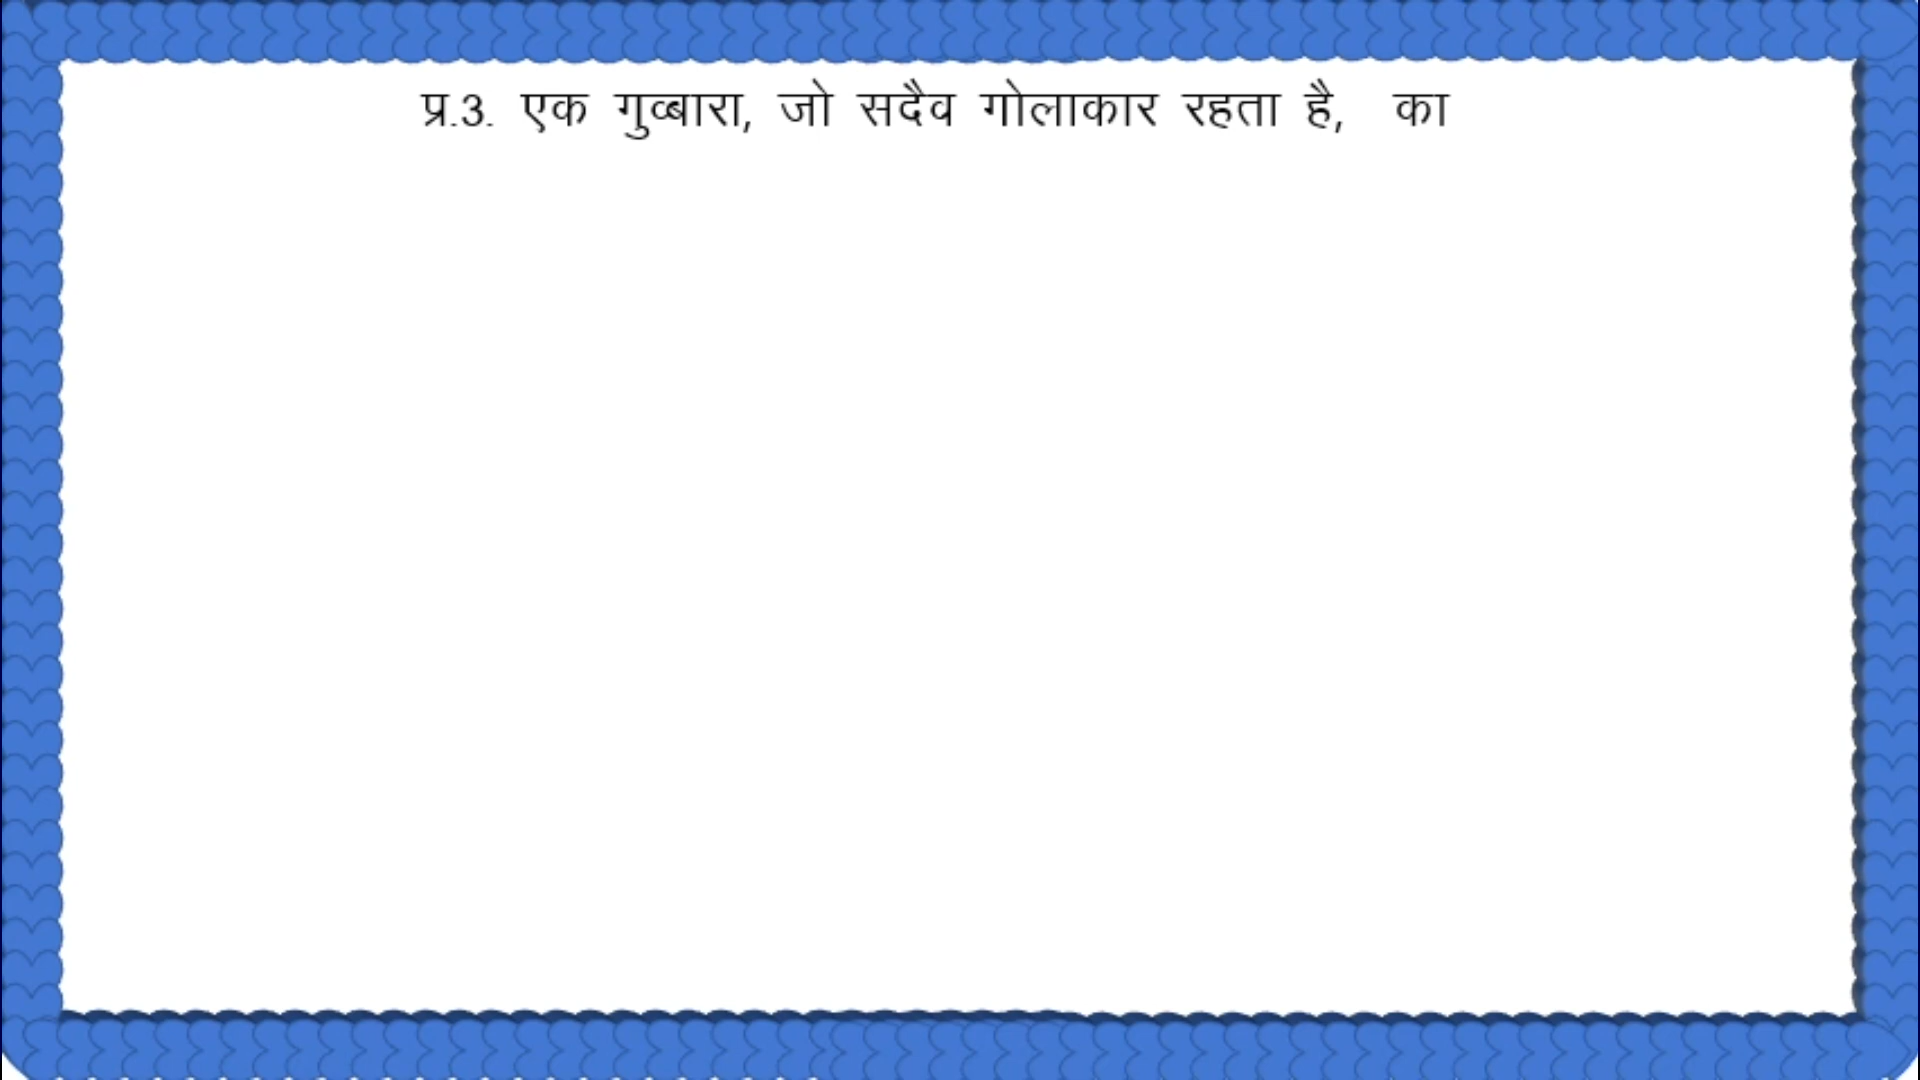 प्र.3. एक गुब्बारा, जो सदैव गोलाकार रहता है, का